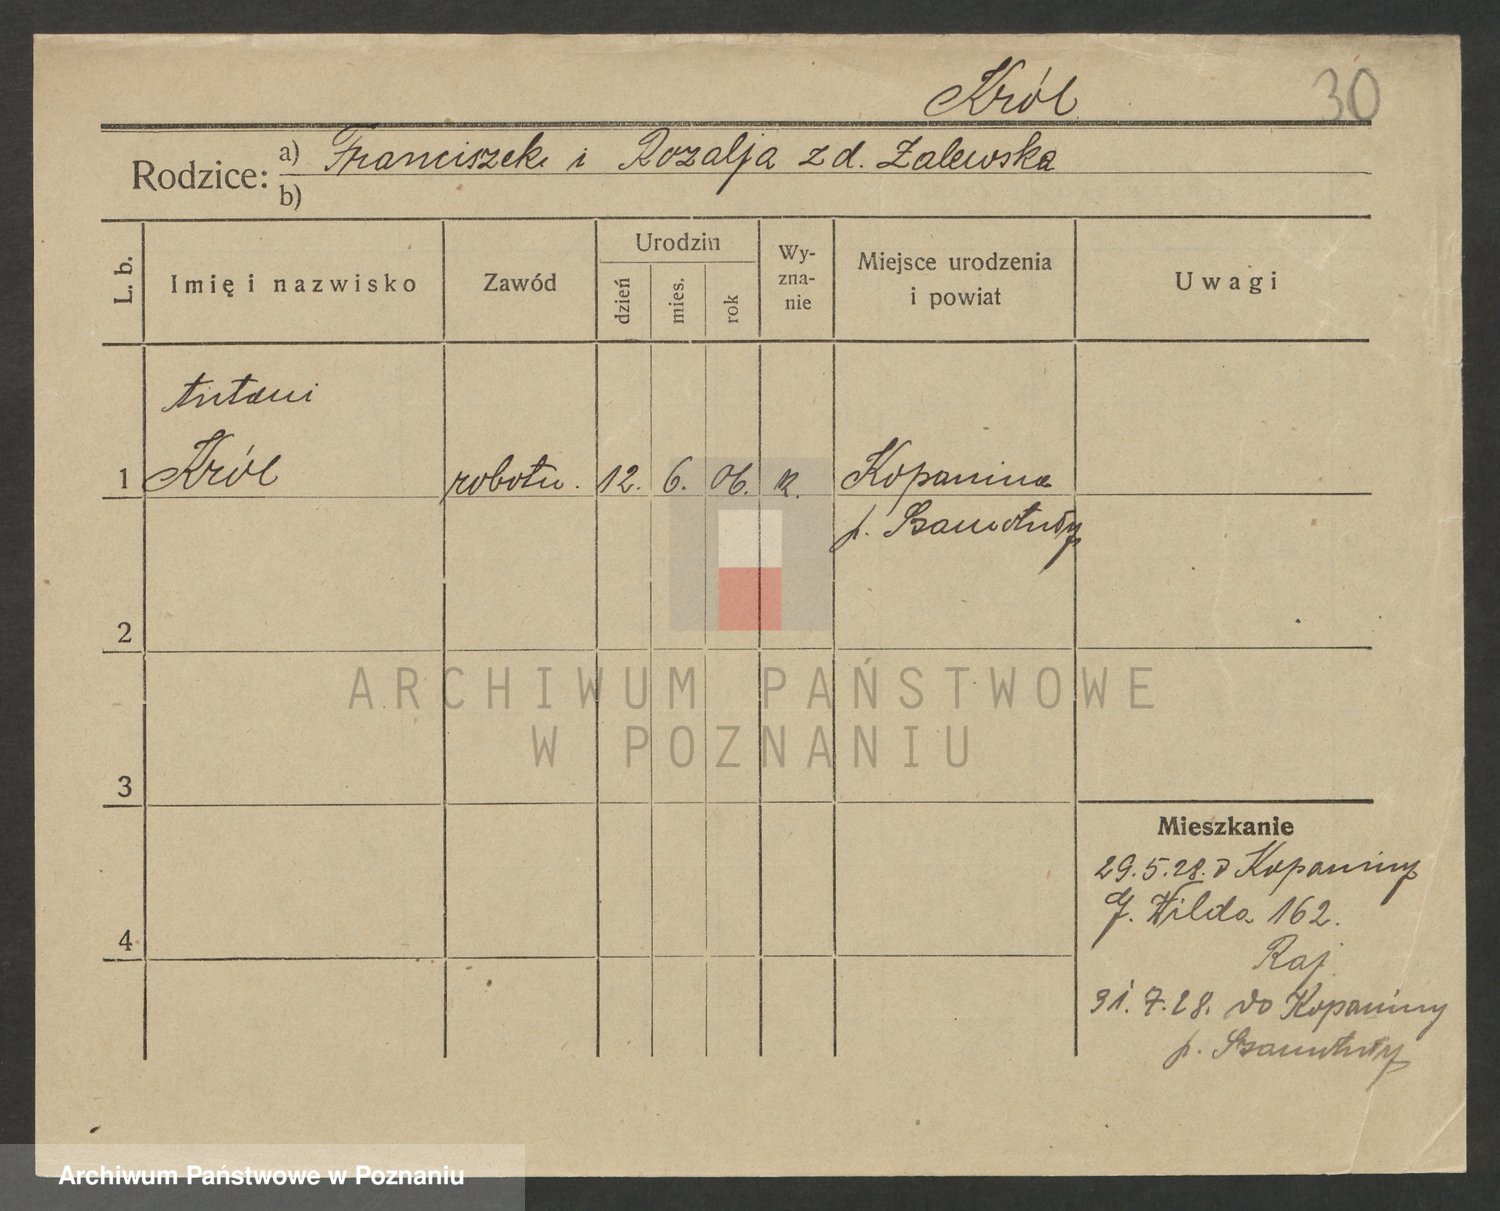 Król 30
Rodzice: a) Franciszek i Rozalja z d. Zalewska
b)
L. b. Imię i nazwisko Zawód Urodzin dzień mies. rok Wy-
zna-
nie Miejsce urodzenia
i powiat Uwagi
Antoni
1 Król robotn. 12. 6. 06. k. Kopanina
p. Szamotuły
2
ARCHIWUM PAŃSTWOWE
W POZNANIU
3
Mieszkanie
29.5.28. z Kopaniny
G. Wilda 162.
4
Raj
31.7.28. do Kopaniny
p. Szamotuły
Archiwum Państwowe w Poznaniu